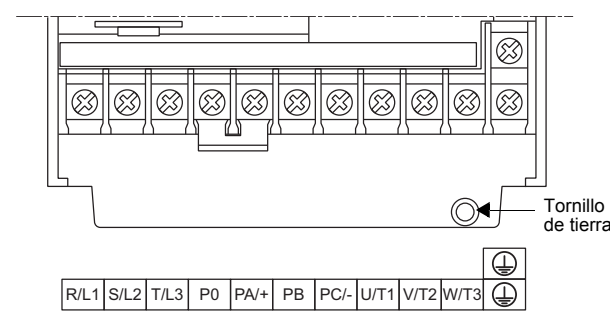 Tornillo
de tierra
R/L1 S/L2 T/L3 P0 PA/+ PB PC/- U/T1 V/T2 W/T3